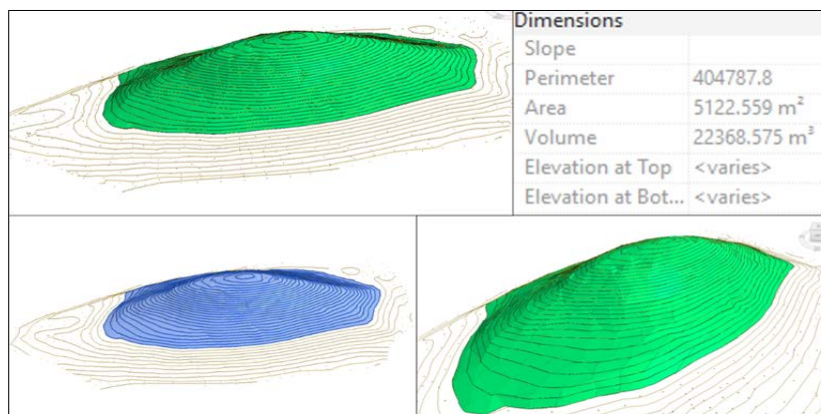 Dimensions
Slope
Perimeter 404787.8
Area 5122.559 m²
Volume 22368.575 m³
Elevation at Top <varies>
Elevation at Bot... <varies>